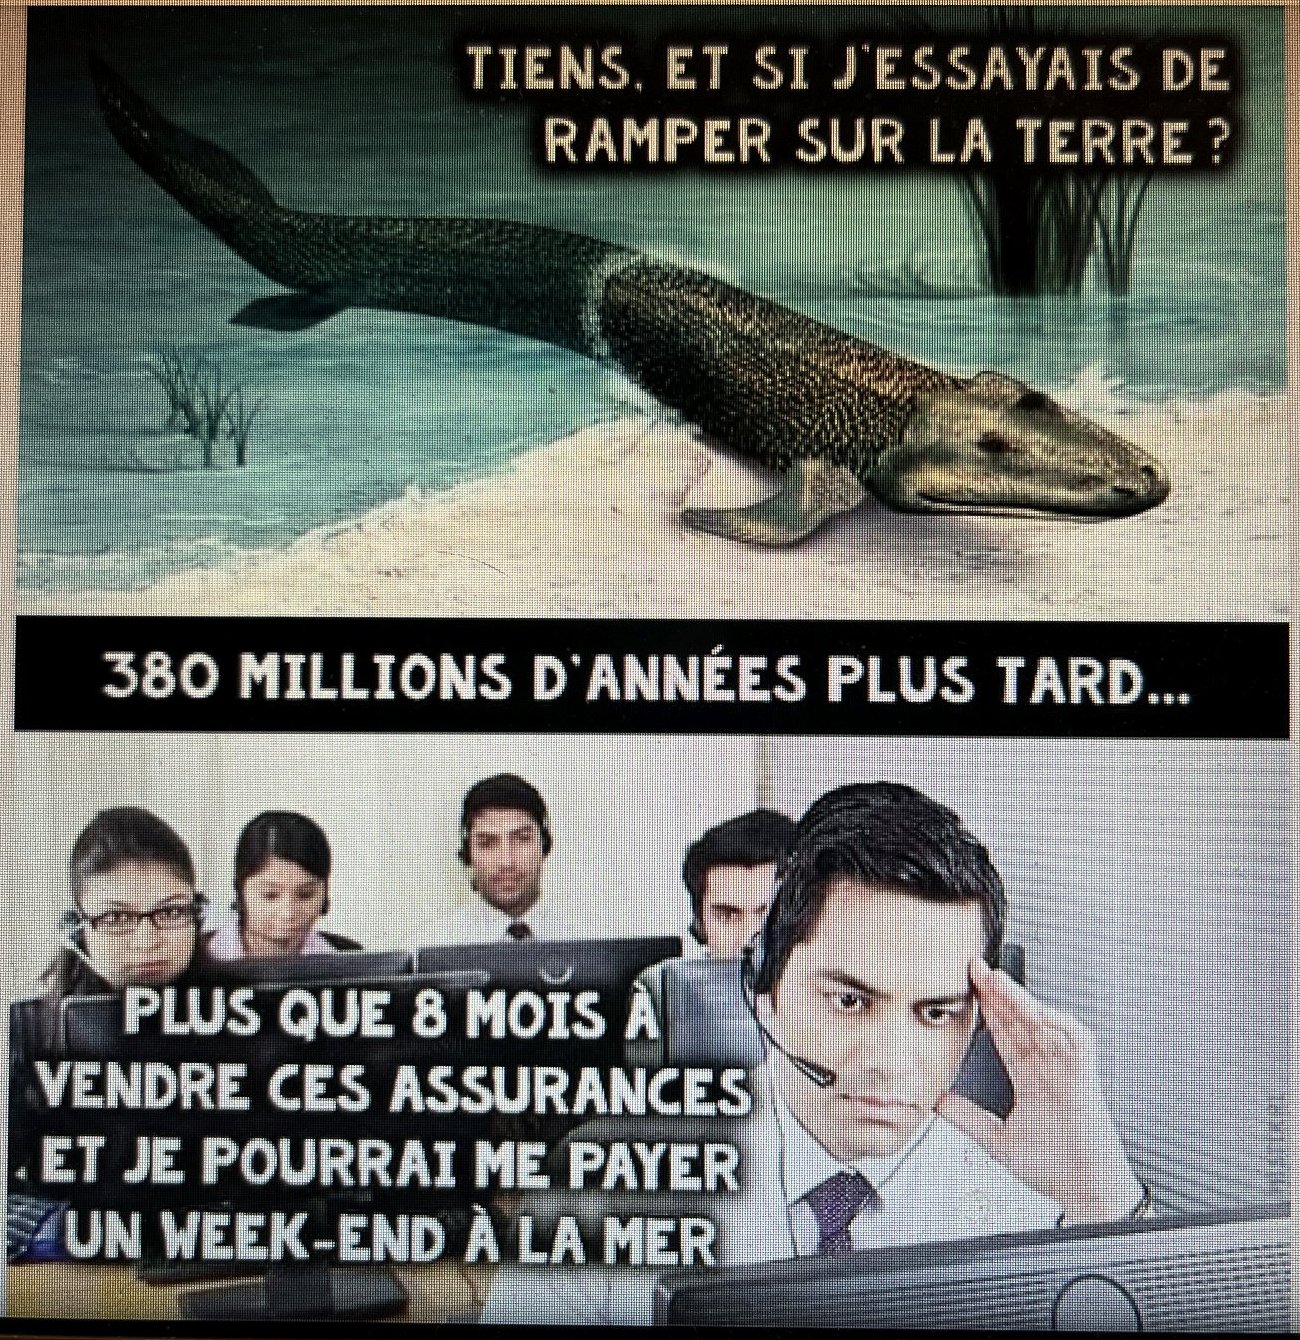 TIENS, ET SI J'ESSAYAIS DE
RAMPER SUR LA TERRE ?
380 MILLIONS D'ANNÉES PLUS TARD...
PLUS QUE 8 MOIS À
VENDRE CES ASSURANCES
ET JE POURRAI ME PAYER
UN WEEK-END À LA MER